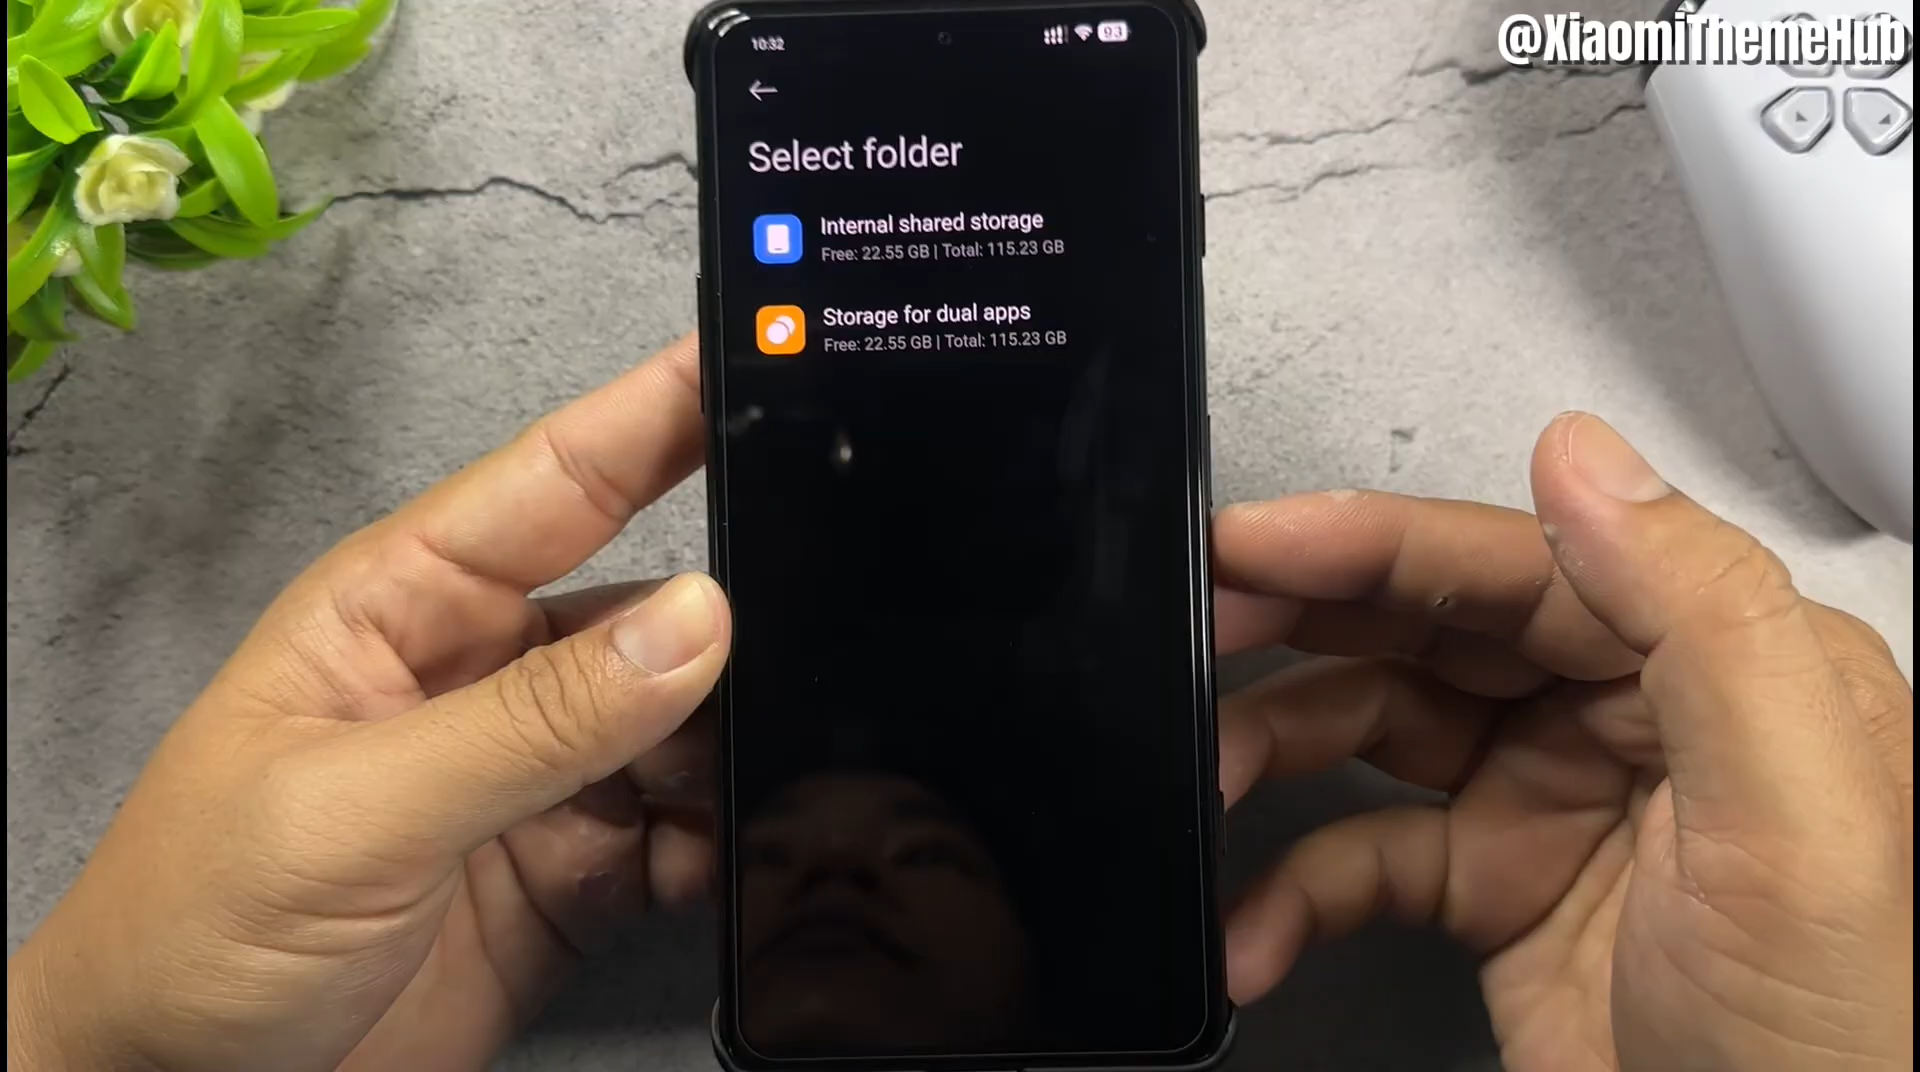 @XiaomiThemeHub
10:32
93
Select folder
Internal shared storage
Free: 22.55 GB | Total: 115.23 GB
Storage for dual apps
Free: 22.55 GB | Total: 115.23 GB